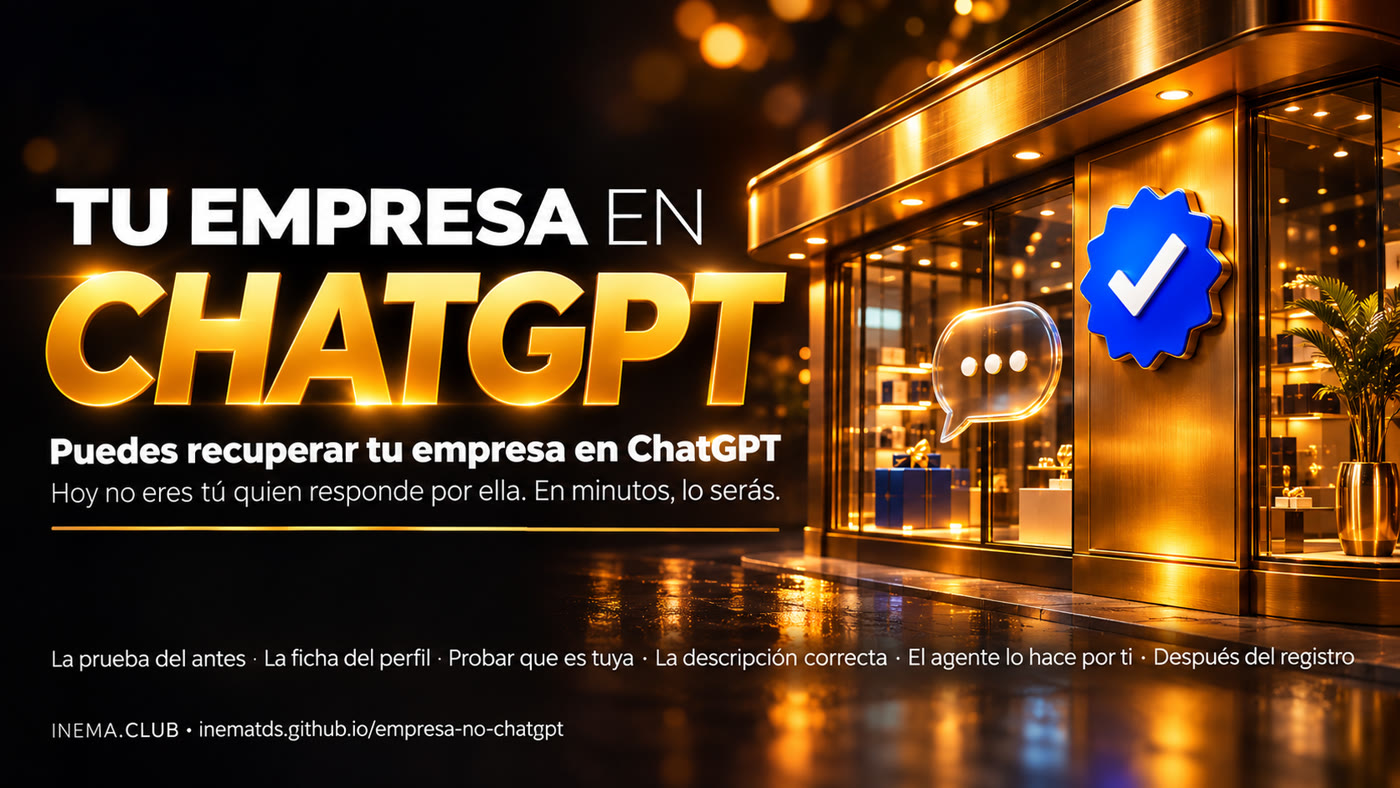 TU EMPRESA EN
CHATGPT
Puedes recuperar tu empresa en ChatGPT
Hoy no eres tú quien responde por ella. En minutos, lo serás.
La prueba del antes · La ficha del perfil · Probar que es tuya · La descripción correcta · El agente lo hace por ti · Después del registro
INEMA.CLUB • inematds.github.io/empresa-no-chatgpt